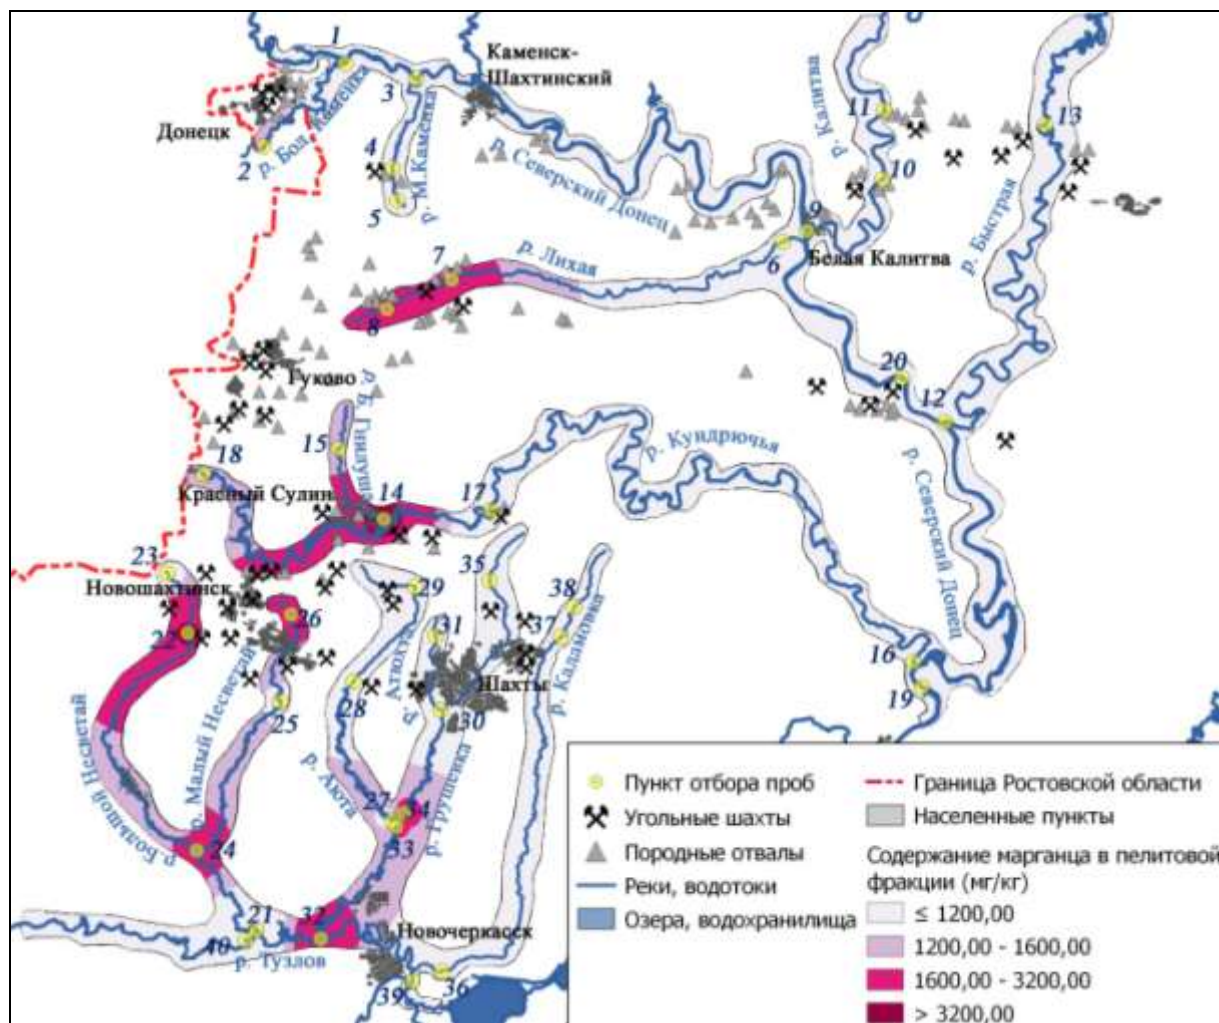 1
Каменск-
Шахтинский
3
Донецк
р. Бол. Каменка
2
4
р. М.Каменка
5
р. Северский Донец
р. Калитва
11
13
10
9
р. Быстрая
7
р. Лихая
6
Белая Калитва
8
Гуково
20
12
р. Б. Гнилуша
15
18
р. Кундрючья
Красный Сулин
14
17
р. Северский Донец
23
Новошахтинск
29
35
38
26
22
31
37
р. Атюхта
Шахты
р. Каламовка
16
19
28
30
25
р. Малый Несветай
р. Большой Несветай
р. Аюта
27
34
33
р. Грушевка
24
21
32
40
р. Тузлов
Новочеркасск
39
36
Пункт отбора проб
Угольные шахты
Породные отвалы
Реки, водотоки
Озера, водохранилища
Граница Ростовской области
Населенные пункты
Содержание марганца в пелитовой
фракции (мг/кг)
≤ 1200,00
1200,00 - 1600,00
1600,00 - 3200,00
> 3200,00